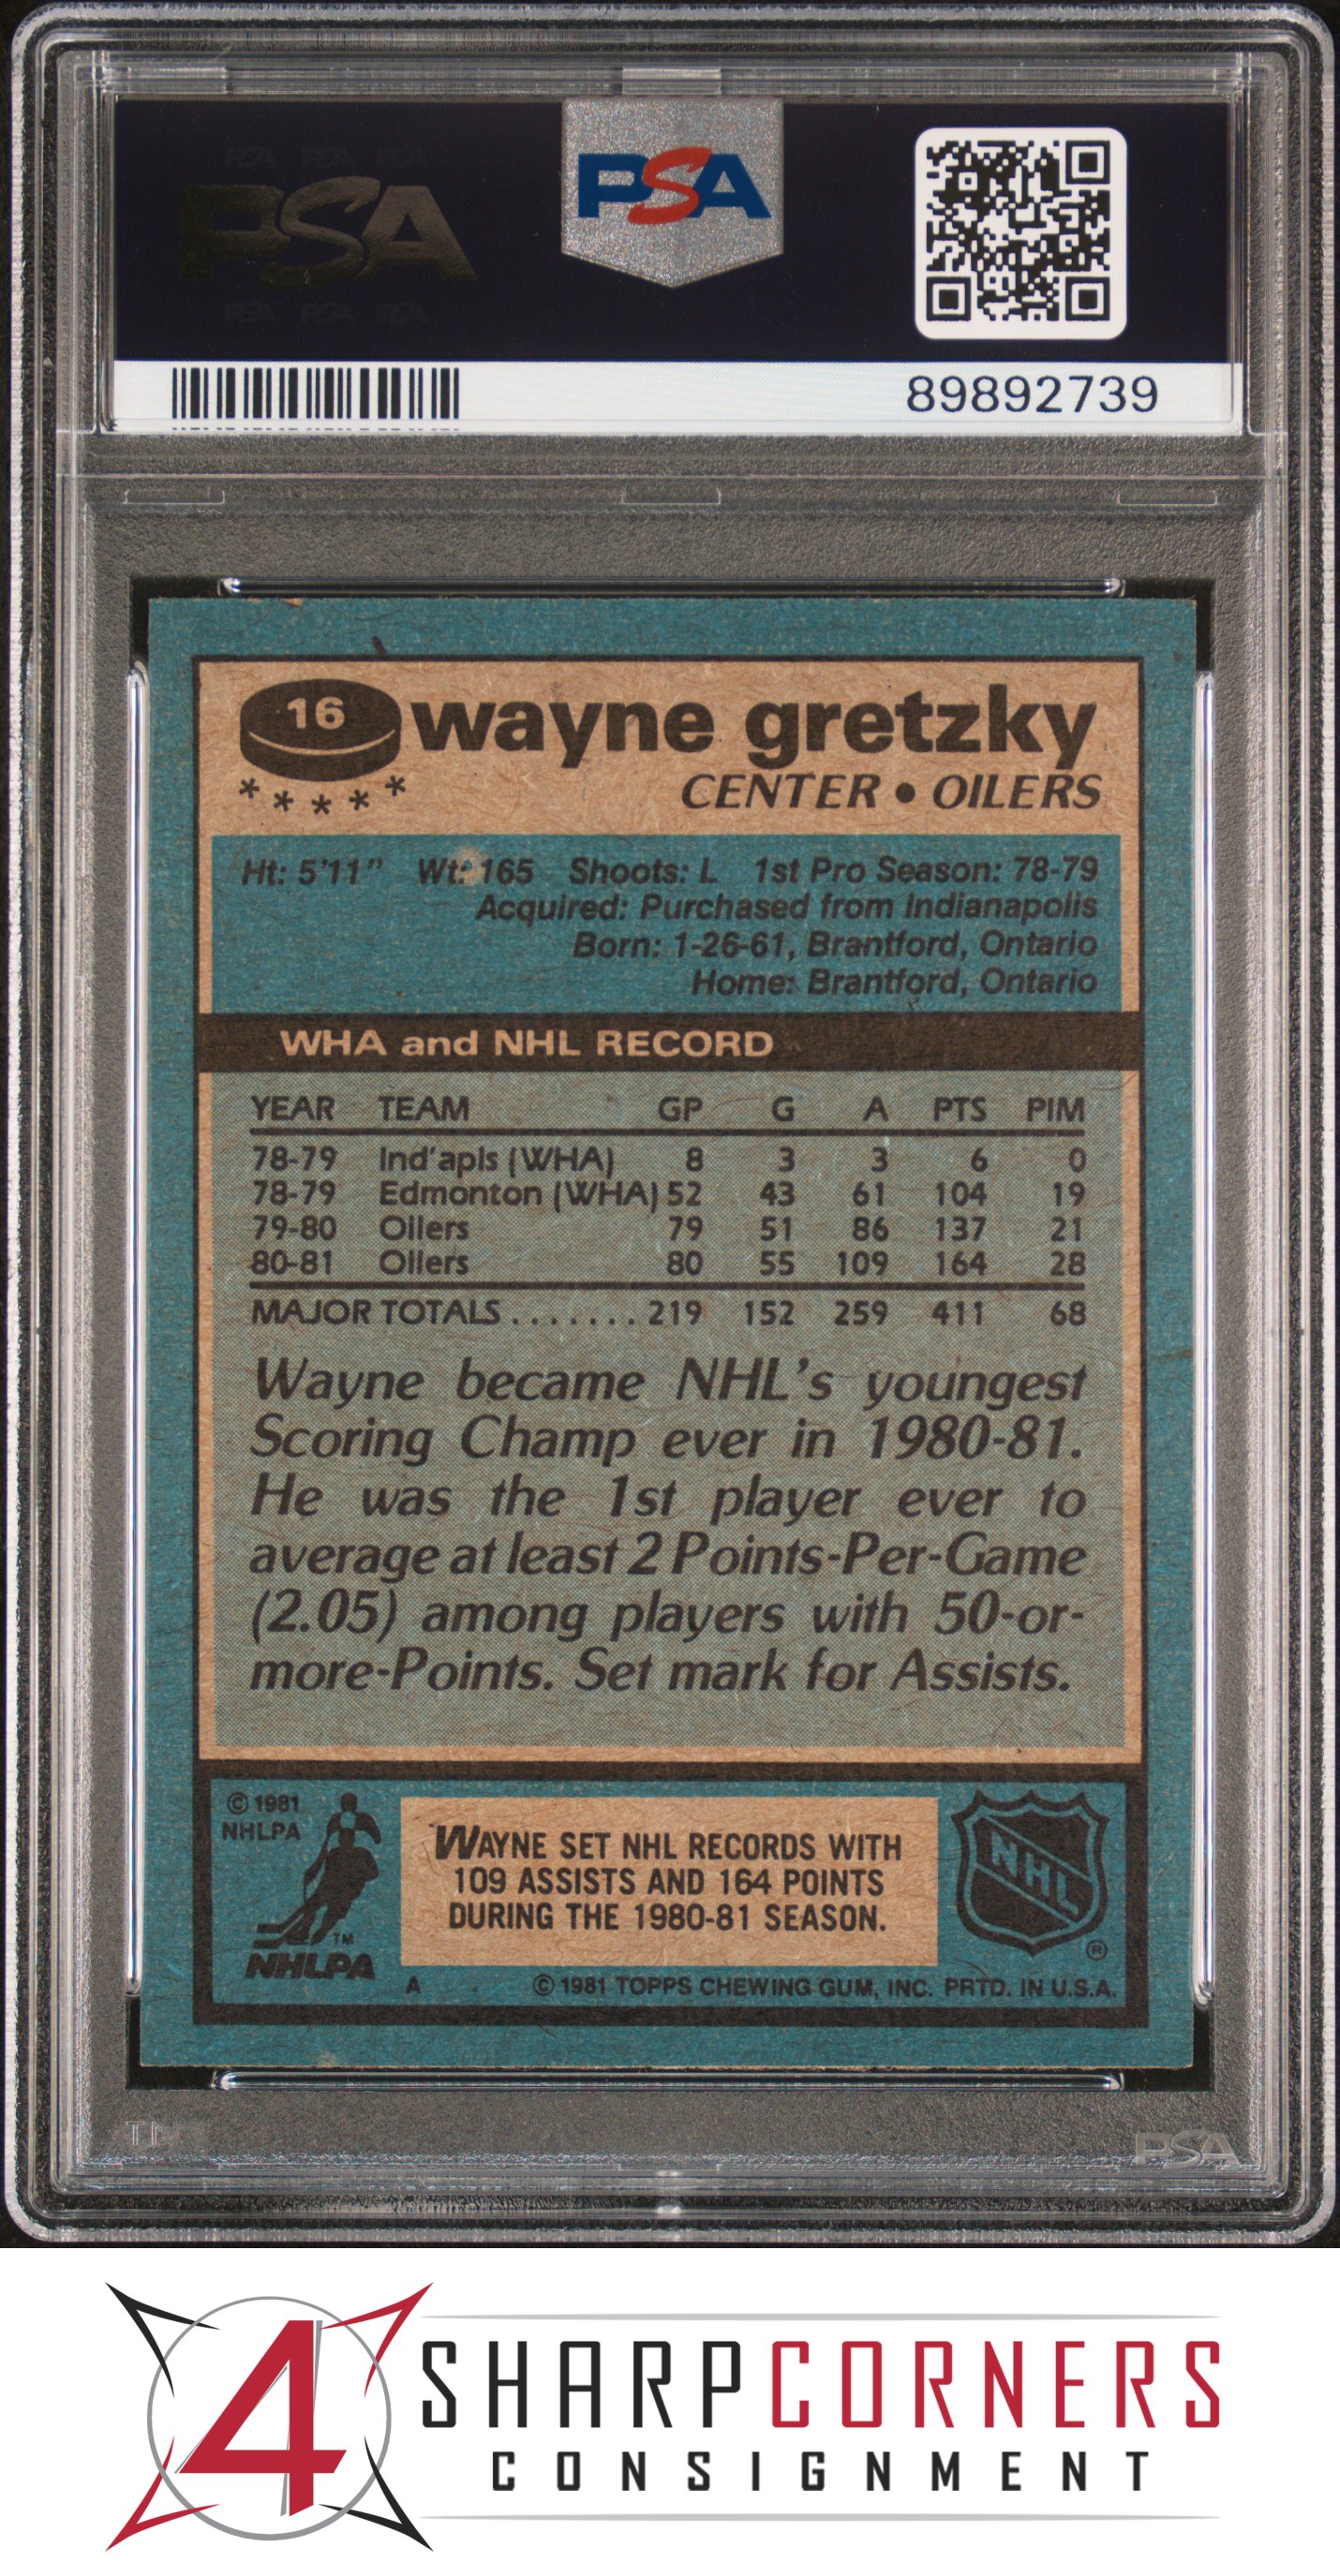 PSA PSA PSA
PSA
PSA PSA PSA
PSA
89892739
16
wayne gretzky
CENTER • OILERS
* * * * *
Ht: 5'11" Wt: 165 Shoots: L 1st Pro Season: 78-79
Acquired: Purchased from Indianapolis
Born: 1-26-61, Brantford, Ontario
Home: Brantford, Ontario
WHA and NHL RECORD
YEAR TEAM GP G A PTS PIM
78-79 Ind'apls (WHA) 8 3 3 6 0
78-79 Edmonton (WHA) 52 43 61 104 19
79-80 Oilers 79 51 86 137 21
80-81 Oilers 80 55 109 164 28
MAJOR TOTALS ....... 219 152 259 411 68
Wayne became NHL's youngest
Scoring Champ ever in 1980-81.
He was the 1st player ever to
average at least 2 Points-Per-Game
(2.05) among players with 50-or-
more-Points. Set mark for Assists.
© 1981
NHLPA
TM
NHLPA
WAYNE SET NHL RECORDS WITH
109 ASSISTS AND 164 POINTS
DURING THE 1980-81 SEASON.
NHL
®
A © 1981 TOPPS CHEWING GUM, INC. PRTD. IN U.S.A.
PSA
4
SHARPCORNERS
CONSIGNMENT